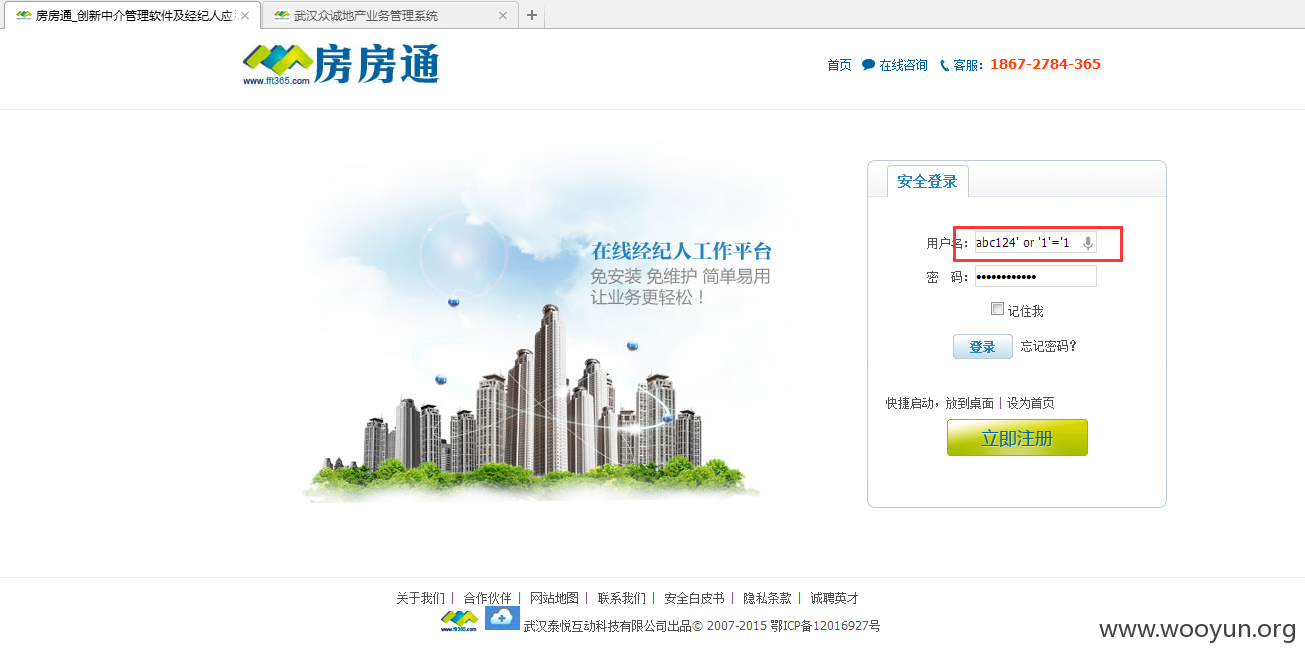 房房通_创新中介管理软件及经纪人应
武汉众诚地产业务管理系统
房房通
www.fft365.com
首页 在线咨询 客服：1867-2784-365
安全登录
用户名： abc124' or '1'='1
密 码： ••••••••••••
记住我
登录 忘记密码？
在线经纪人工作平台
免安装 免维护 简单易用
让业务更轻松！
快捷启动，放到桌面 | 设为首页
立即注册
关于我们 | 合作伙伴 | 网站地图 | 联系我们 | 安全白皮书 | 隐私条款 | 诚聘英才
www.fft365.com
武汉泰悦互动科技有限公司出品© 2007-2015 鄂ICP备12016927号
www.wooyun.org